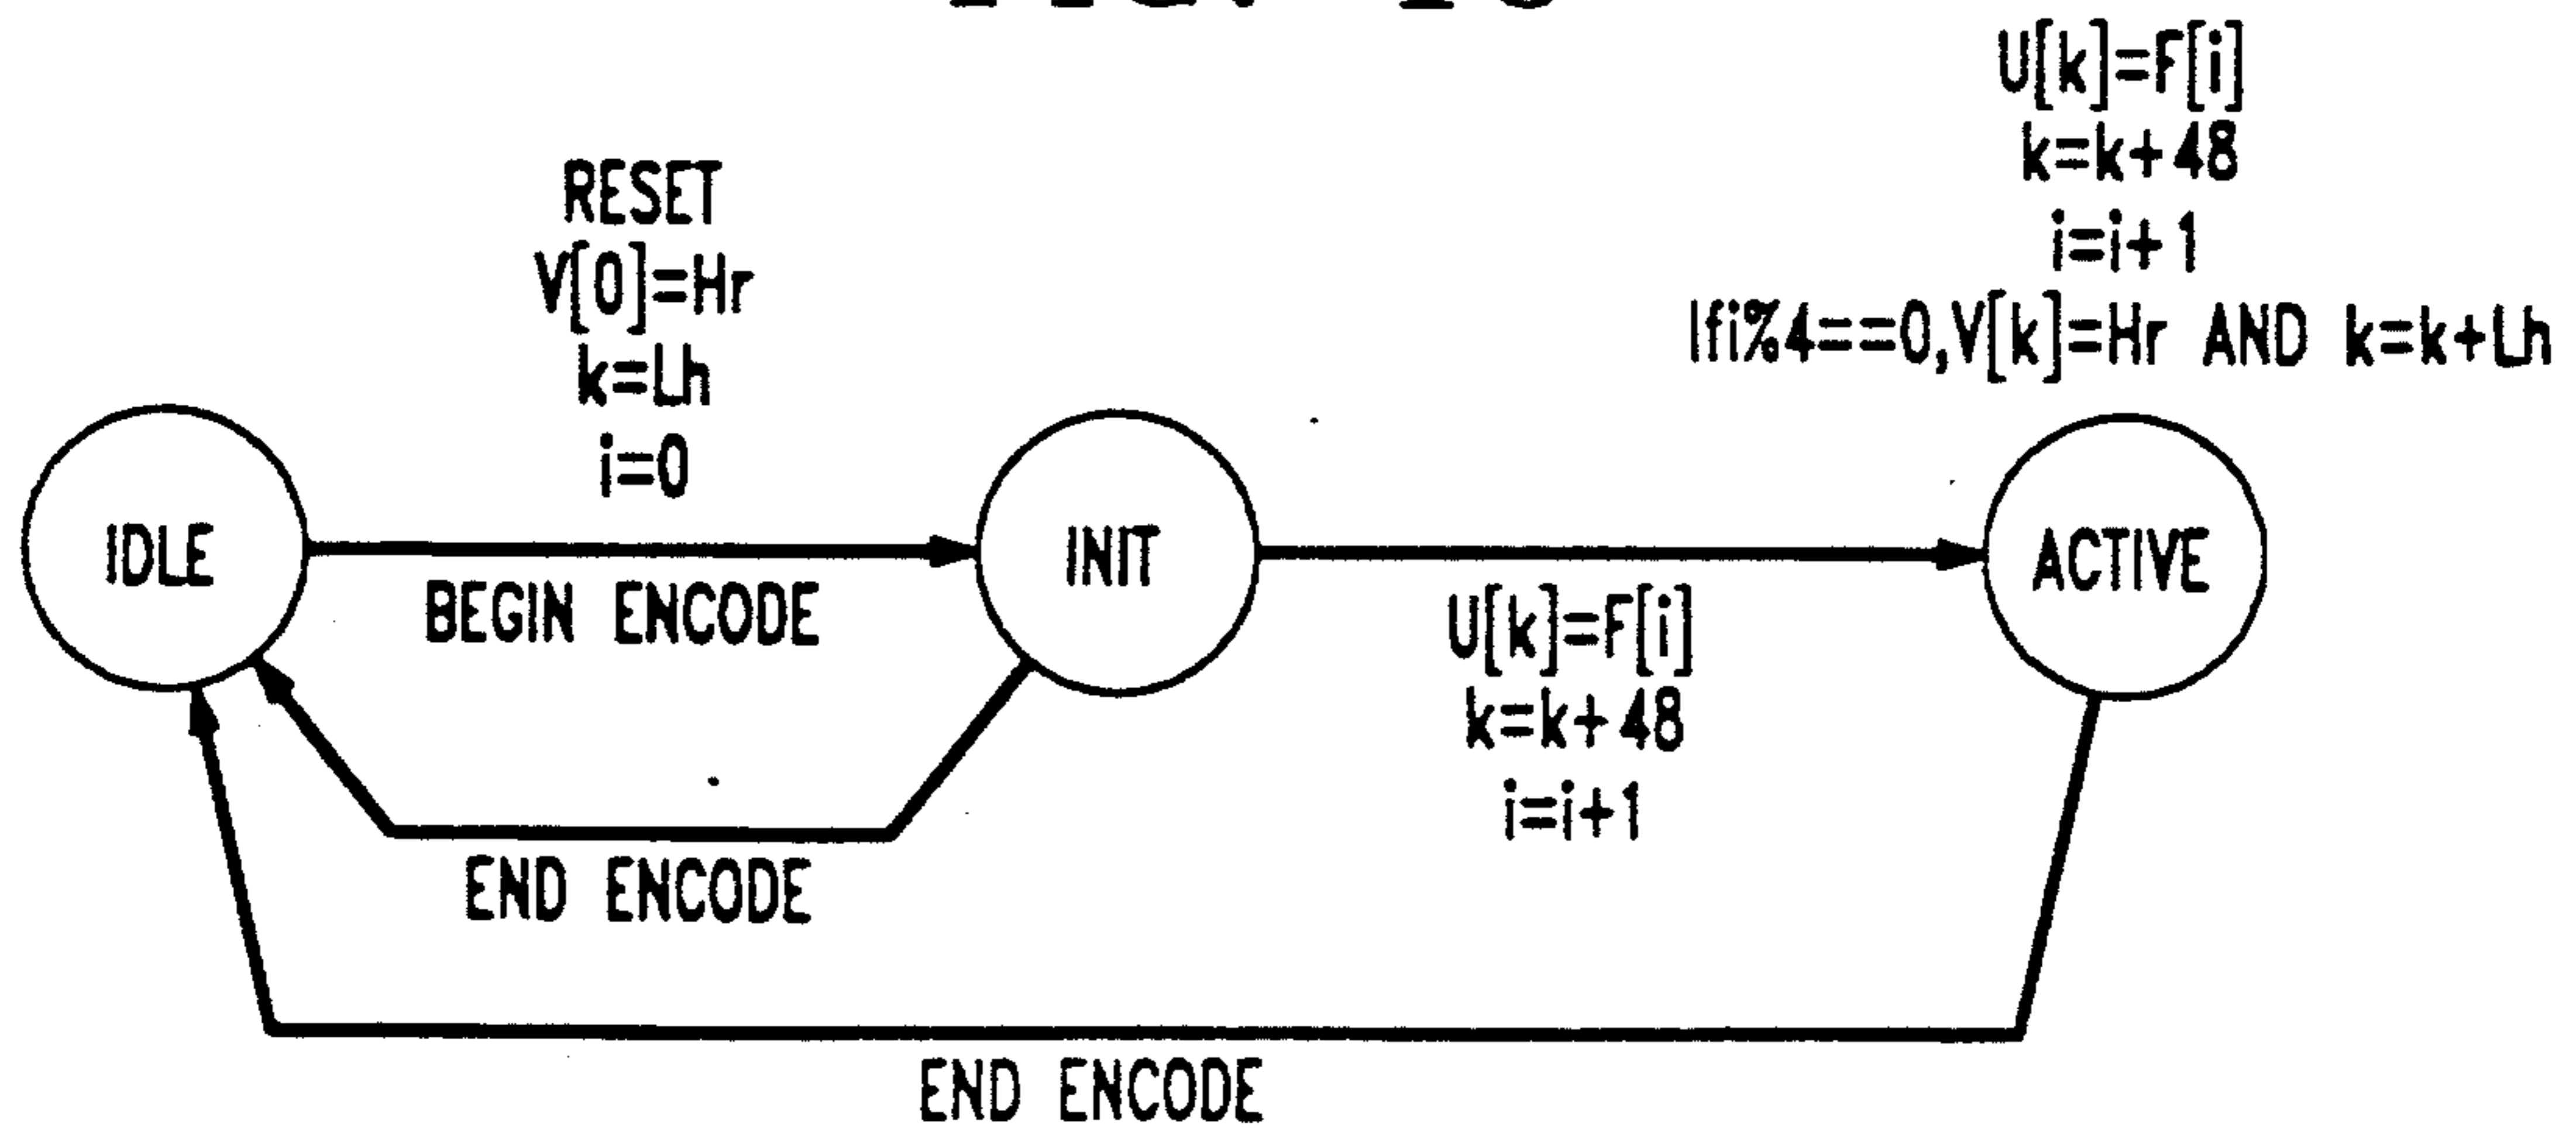 U[k]=F[i]
k=k+48
i=i+1
Ifi%4==0,V[k]=Hr AND k=k+Lh
RESET
V[0]=Hr
k=Lh
i=0
IDLE
INIT
ACTIVE
BEGIN ENCODE
U[k]=F[i]
k=k+48
i=i+1
END ENCODE
END ENCODE